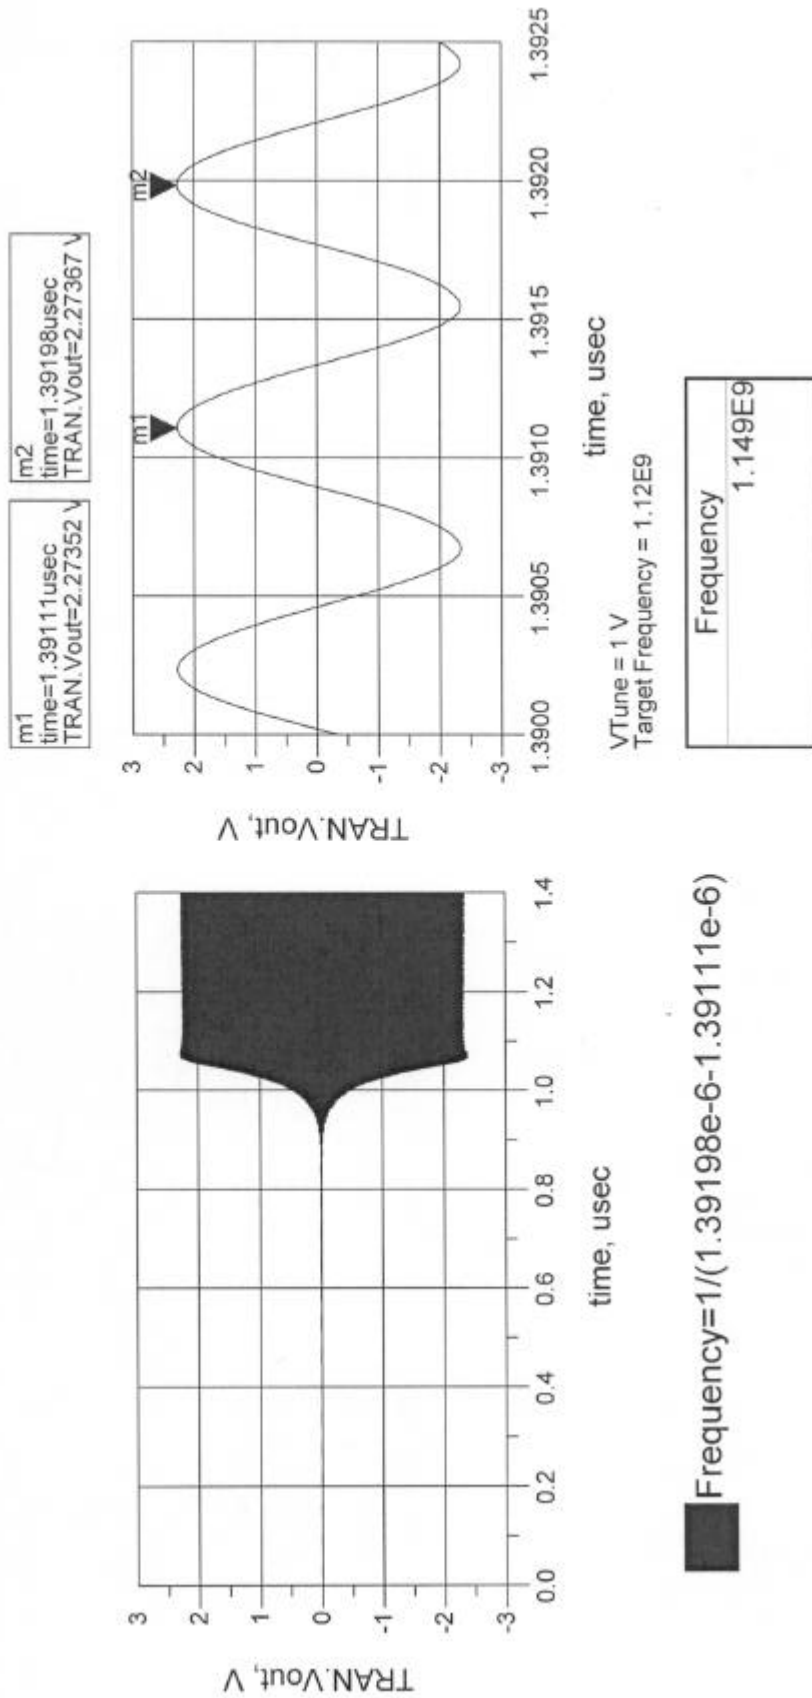 m1
time=1.39111usec
TRAN.Vout=2.27352 V
m2
time=1.39198usec
TRAN.Vout=2.27367 V
3
2
1
0
-1
-2
-3
TRAN.Vout, V
0.0 0.2 0.4 0.6 0.8 1.0 1.2 1.4
time, usec
m1 m2
3
2
1
0
-1
-2
-3
TRAN.Vout, V
1.3900 1.3905 1.3910 1.3915 1.3920 1.3925
time, usec
VTune = 1 V
Target Frequency = 1.12E9
Frequency=1/(1.39198e-6-1.39111e-6)
Frequency
1.149E9